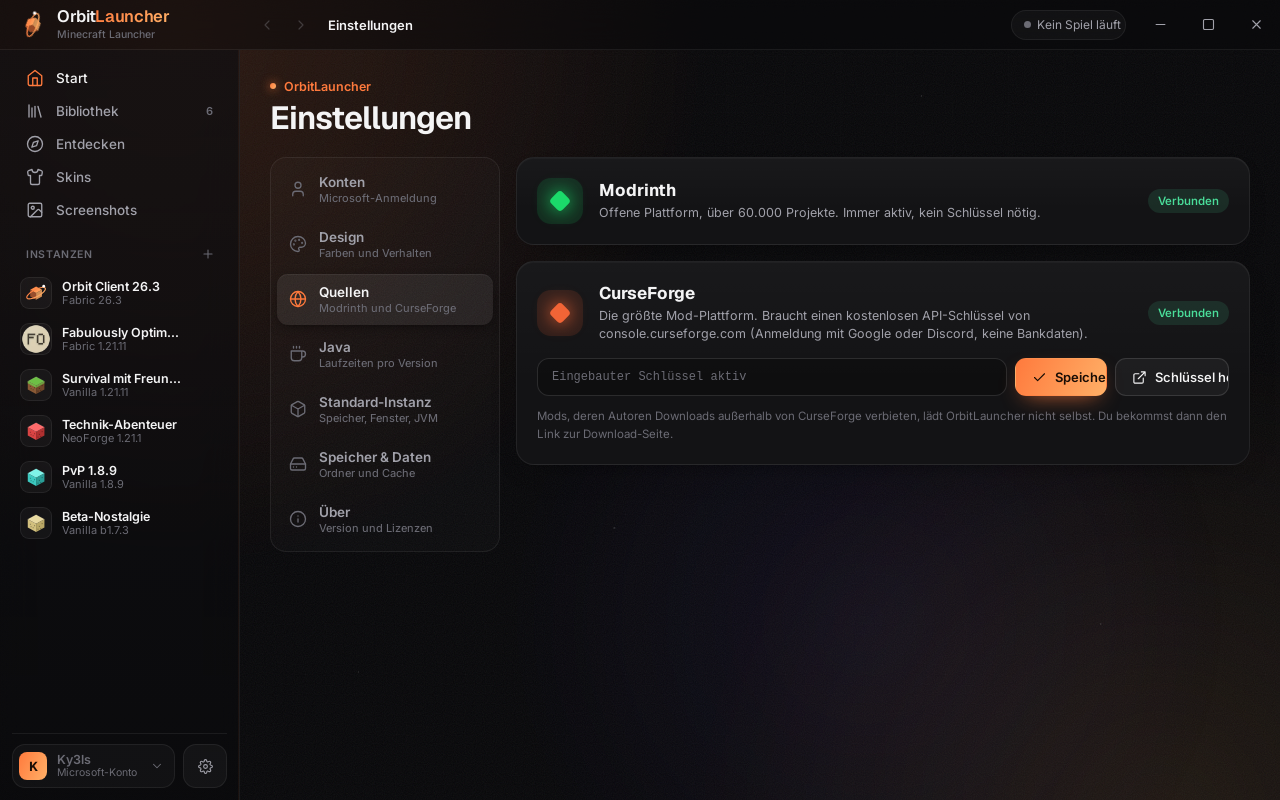 OrbitLauncher
Minecraft Launcher
Einstellungen
Kein Spiel läuft
Start
Bibliothek 6
Entdecken
Skins
Screenshots
INSTANZEN
Orbit Client 26.3
Fabric 26.3
FO
Fabulously Optim...
Fabric 1.21.11
Survival mit Freun...
Vanilla 1.21.11
Technik-Abenteuer
NeoForge 1.21.1
PvP 1.8.9
Vanilla 1.8.9
Beta-Nostalgie
Vanilla b1.7.3
K
Ky3ls
Microsoft-Konto
OrbitLauncher
Einstellungen
Konten
Microsoft-Anmeldung
Design
Farben und Verhalten
Quellen
Modrinth und CurseForge
Java
Laufzeiten pro Version
Standard-Instanz
Speicher, Fenster, JVM
Speicher & Daten
Ordner und Cache
Über
Version und Lizenzen
Modrinth
Offene Plattform, über 60.000 Projekte. Immer aktiv, kein Schlüssel nötig.
Verbunden
CurseForge
Die größte Mod-Plattform. Braucht einen kostenlosen API-Schlüssel von
console.curseforge.com (Anmeldung mit Google oder Discord, keine Bankdaten).
Verbunden
Eingebauter Schlüssel aktiv
Speiche
Schlüssel h
Mods, deren Autoren Downloads außerhalb von CurseForge verbieten, lädt OrbitLauncher nicht selbst. Du bekommst dann den
Link zur Download-Seite.